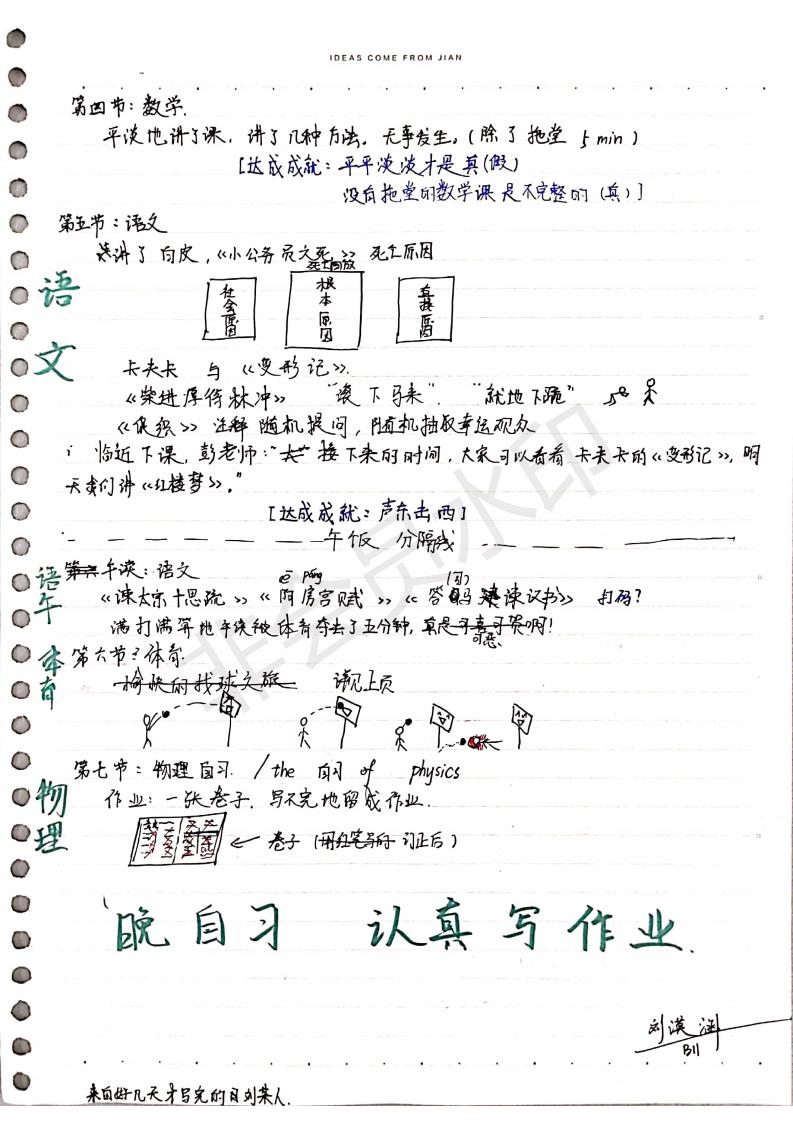 IDEAS COME FROM JIAN
第四节：数学.
平淡地讲了课，讲了几种方法。无事发生。(除了拖堂 5 min)
[达成成就：平平淡淡才是真(假)
没有拖堂的数学课是不完整的(真)]
第五节：语文
讲了白皮，《小公务员之死》死亡原因
社会原因
根本原因
直接原因
语文
卡夫卡 与 《变形记》.
《柴进厚待林冲》 "滚下马来". "就地下跪"
《促织》 注释随机提问，随机抽取幸运观众
临近下课，彭老师："大 接下来的时间，大家可以看看卡夫卡的《变形记》，明
天我们讲《红楼梦》。"
[达成成就：声东击西]
午饭 分隔线
语午
第六 午读：语文
ē páng
《谏太宗十思疏》《阿房宫赋》《答司马谏议书》 打码？
满打满算地午读被体育夺去了五分钟，真是可喜可贺啊！
可恶
体育
第六节：体育
愉快的找球之旅 请见上页
第七节：物理自习. / the 自习 of physics
物理
作业：一张卷子. 写不完地留成作业.
← 卷子 (用红笔写的 订正后)
晚自习 认真写作业.
刘漠涵
B11
来自好几天才写完的目刘某人.
非会员水印